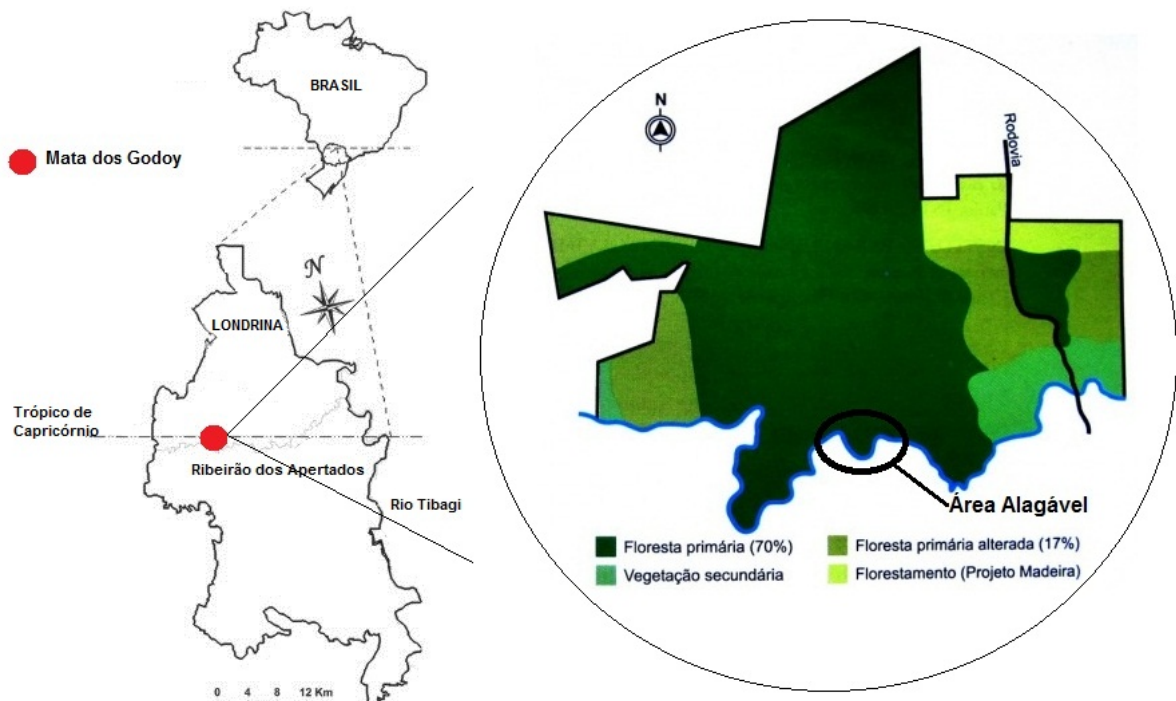 BRASIL
Mata dos Godoy
N
LONDRINA
Trópico de
Capricórnio
Ribeirão dos Apertados
Rio Tibagi
0 4 8 12 Km
N
Rodovia
Área Alagável
Floresta primária (70%)
Floresta primária alterada (17%)
Vegetação secundária
Florestamento (Projeto Madeira)